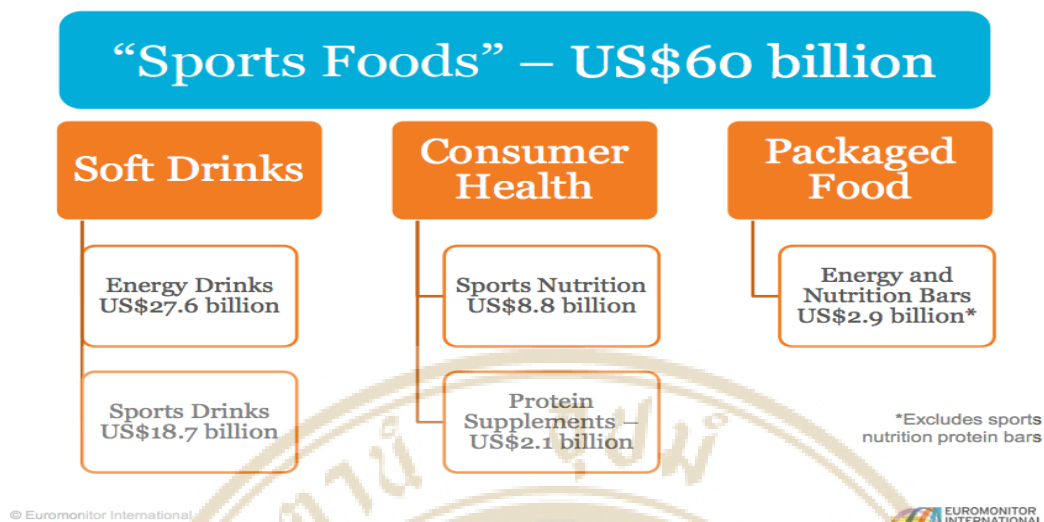 “Sports Foods” – US$60 billion
Soft Drinks
Energy Drinks
US$27.6 billion
Sports Drinks
US$18.7 billion
Consumer
Health
Sports Nutrition
US$8.8 billion
Protein
Supplements –
US$2.1 billion
Packaged
Food
Energy and
Nutrition Bars
US$2.9 billion*
*Excludes sports
nutrition protein bars
© Euromonitor International
EUROMONITOR
INTERNATIONAL